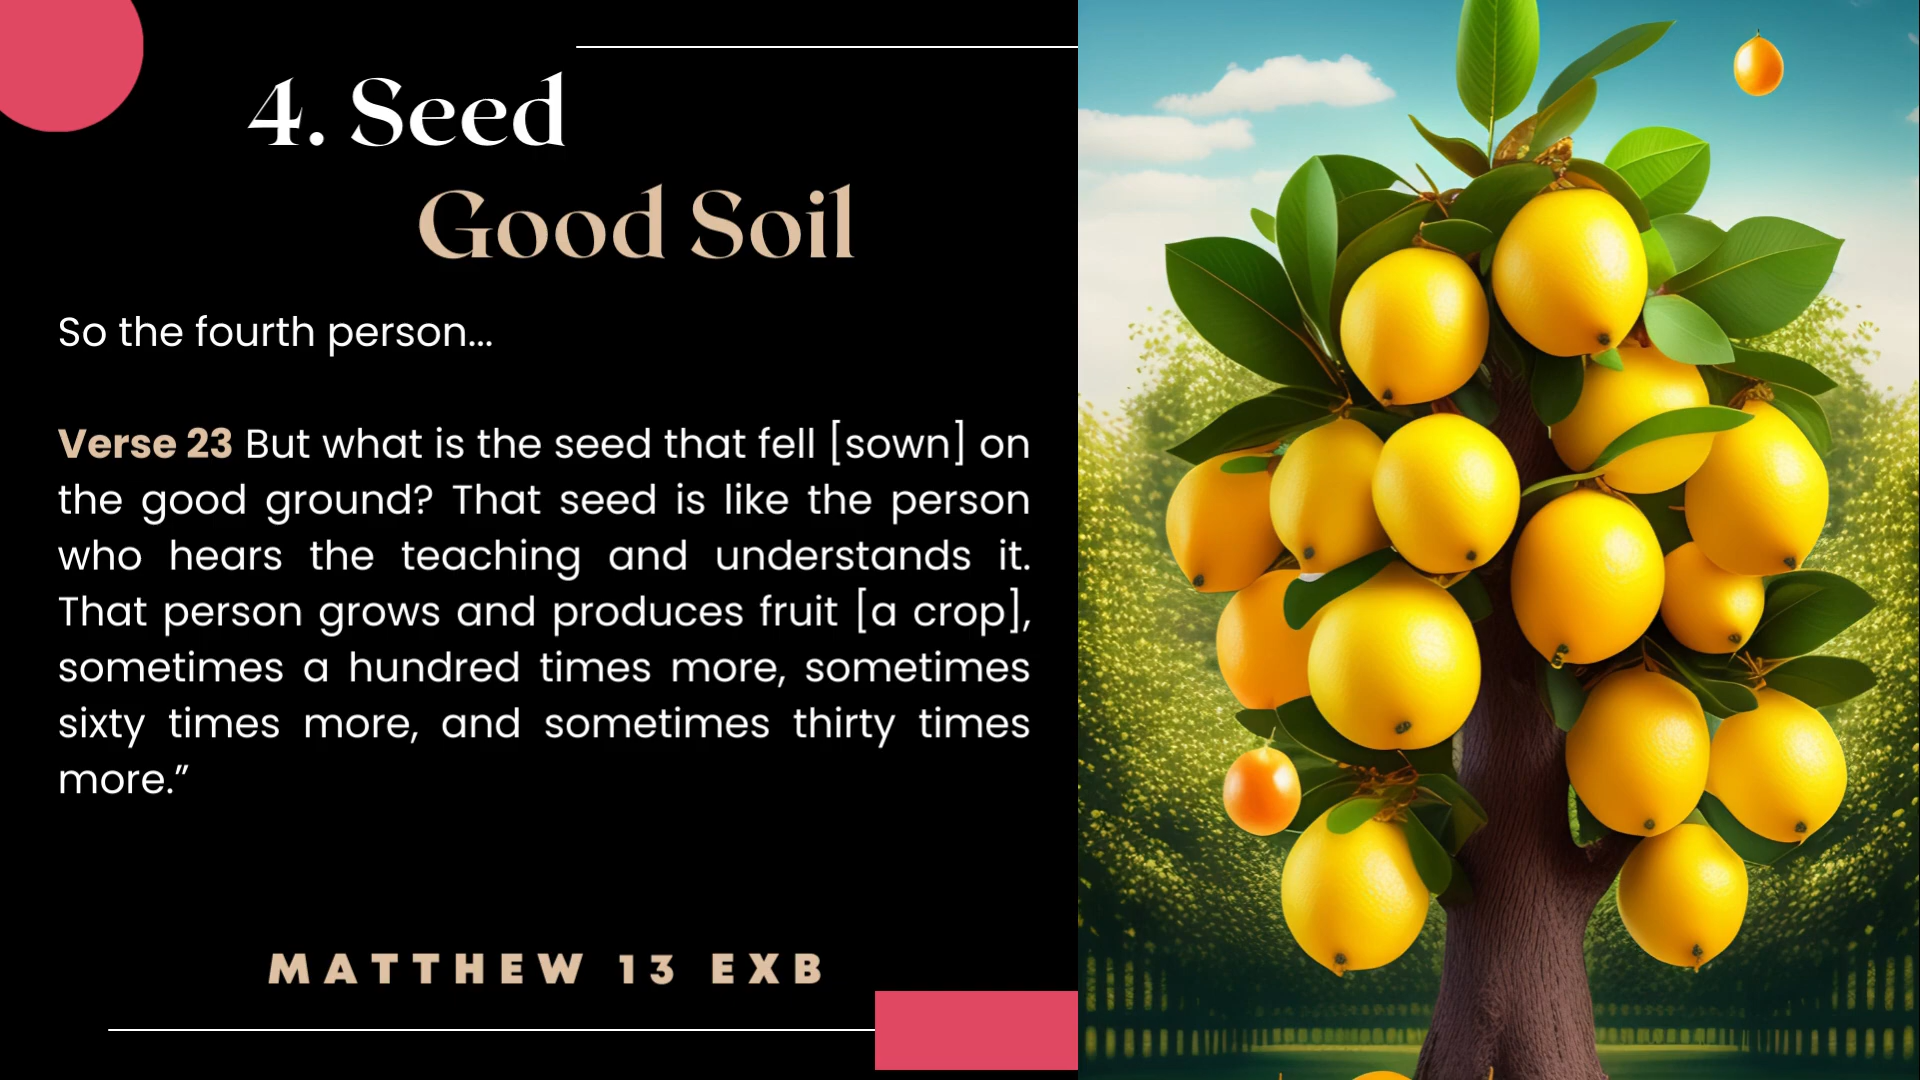 4. Seed
Good Soil
So the fourth person...
Verse 23 But what is the seed that fell [sown] on
the good ground? That seed is like the person
who hears the teaching and understands it.
That person grows and produces fruit [a crop],
sometimes a hundred times more, sometimes
sixty times more, and sometimes thirty times
more.”
MATTHEW 13 EXB